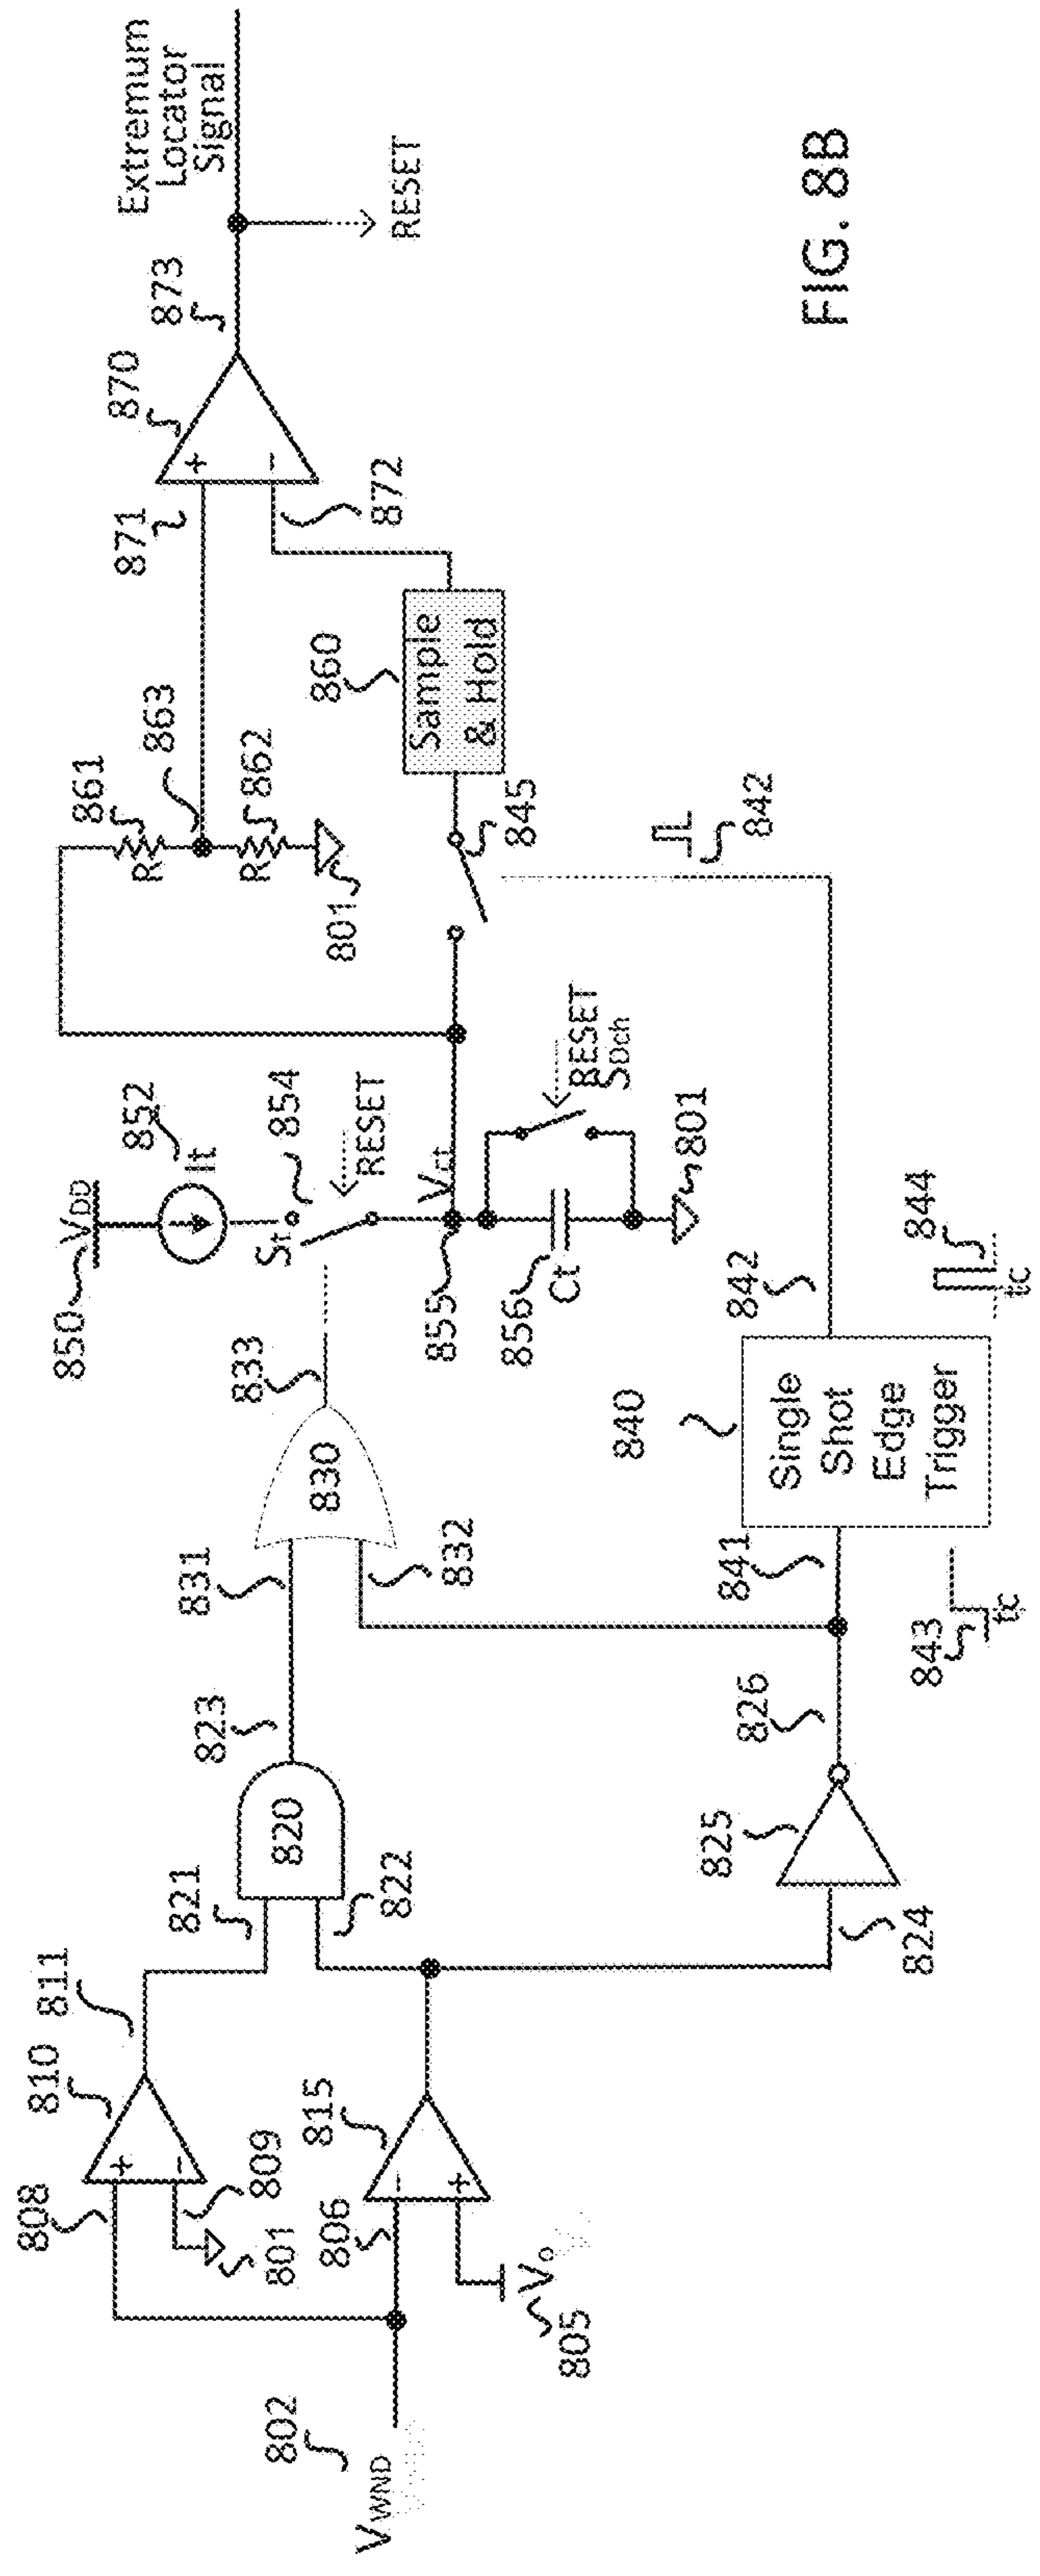 802
VWND
808
809
801
810
811
806
815
Vo
805
821
822
820
823
824
825
826
831
832
830
833
841
843
tc
840
Single
Shot
Edge
Trigger
842
844
tc
850
VDD
852
It
St
854
RESET
855
Vct
856
Ct
801
RESET
SDch
861
R
863
862
R
801
845
842
860
Sample
& Hold
871
872
870
+
−
+
−
−
+
873
Extremum
Locator
Signal
RESET
FIG. 8B